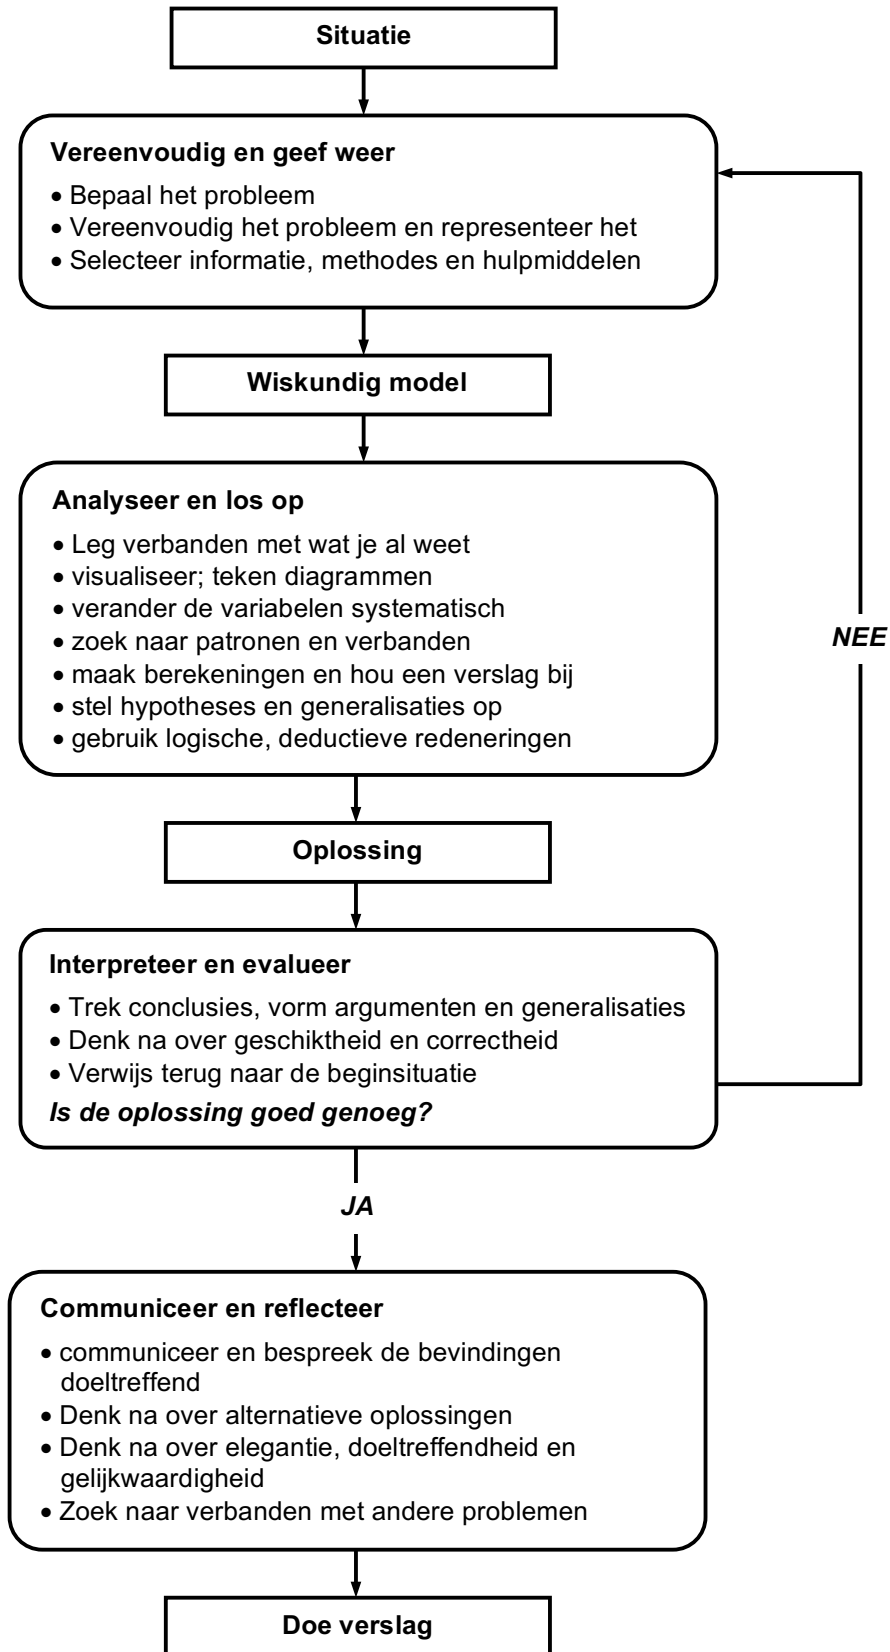 Situatie
Vereenvoudig en geef weer
• Bepaal het probleem
• Vereenvoudig het probleem en representeer het
• Selecteer informatie, methodes en hulpmiddelen
Wiskundig model
Analyseer en los op
• Leg verbanden met wat je al weet
• visualiseer; teken diagrammen
• verander de variabelen systematisch
• zoek naar patronen en verbanden
• maak berekeningen en hou een verslag bij
• stel hypotheses en generalisaties op
• gebruik logische, deductieve redeneringen
NEE
Oplossing
Interpreteer en evalueer
• Trek conclusies, vorm argumenten en generalisaties
• Denk na over geschiktheid en correctheid
• Verwijs terug naar de beginsituatie
Is de oplossing goed genoeg?
JA
Communiceer en reflecteer
• communiceer en bespreek de bevindingen
doeltreffend
• Denk na over alternatieve oplossingen
• Denk na over elegantie, doeltreffendheid en
gelijkwaardigheid
• Zoek naar verbanden met andere problemen
Doe verslag